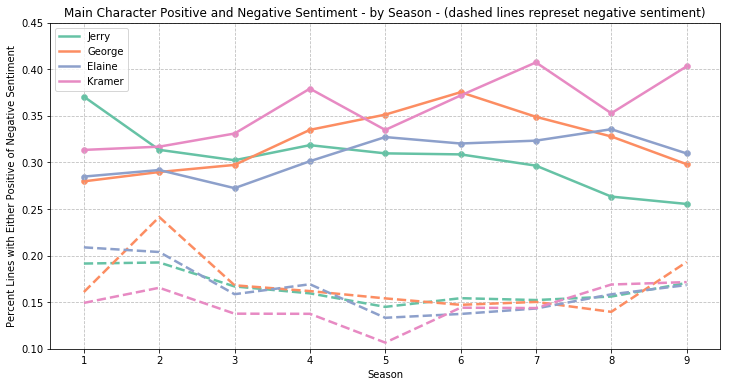 Main Character Positive and Negative Sentiment - by Season - (dashed lines represet negative sentiment)
Percent Lines with Either Positive of Negative Sentiment
0.45
0.40
0.35
0.30
0.25
0.20
0.15
0.10
Jerry
George
Elaine
Kramer
1 2 3 4 5 6 7 8 9
Season